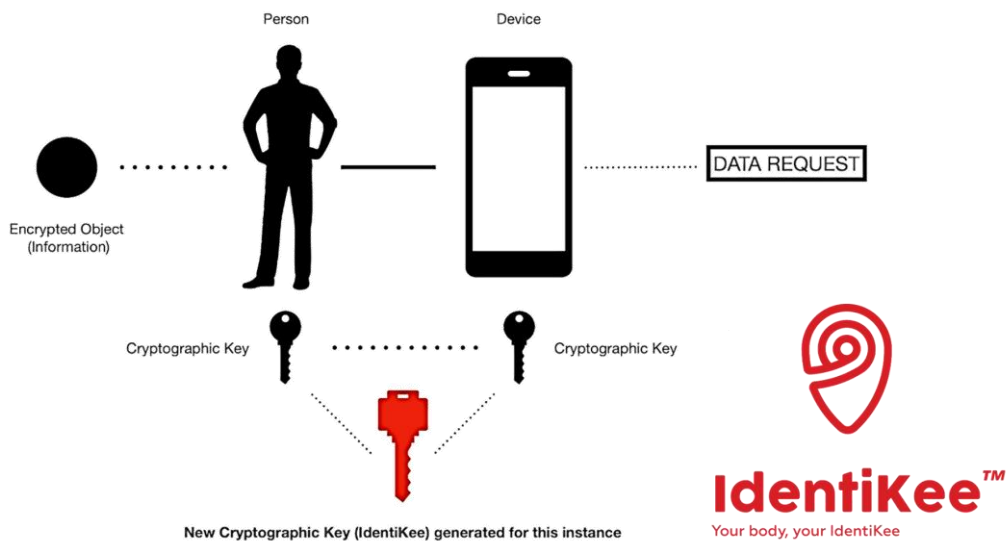 Person
Device
DATA REQUEST
Encrypted Object
(Information)
Cryptographic Key
Cryptographic Key
IdentiKee™
Your body, your IdentiKee
New Cryptographic Key (IdentiKee) generated for this instance